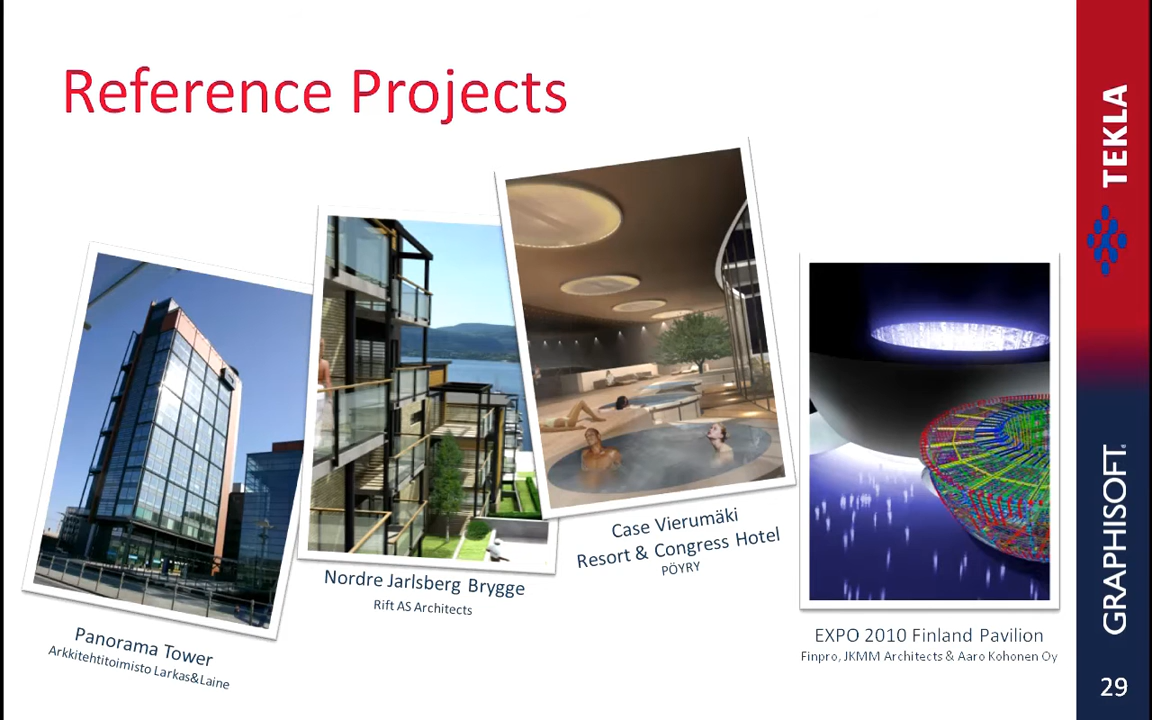 Reference Projects
Panorama Tower
Arkkitehtitoimisto Larkas&Laine
Nordre Jarlsberg Brygge
Rift AS Architects
Case Vierumäki
Resort & Congress Hotel
PÖYRY
EXPO 2010 Finland Pavilion
Finpro, JKMM Architects & Aaro Kohonen Oy
TEKLA
GRAPHISOFT®
29